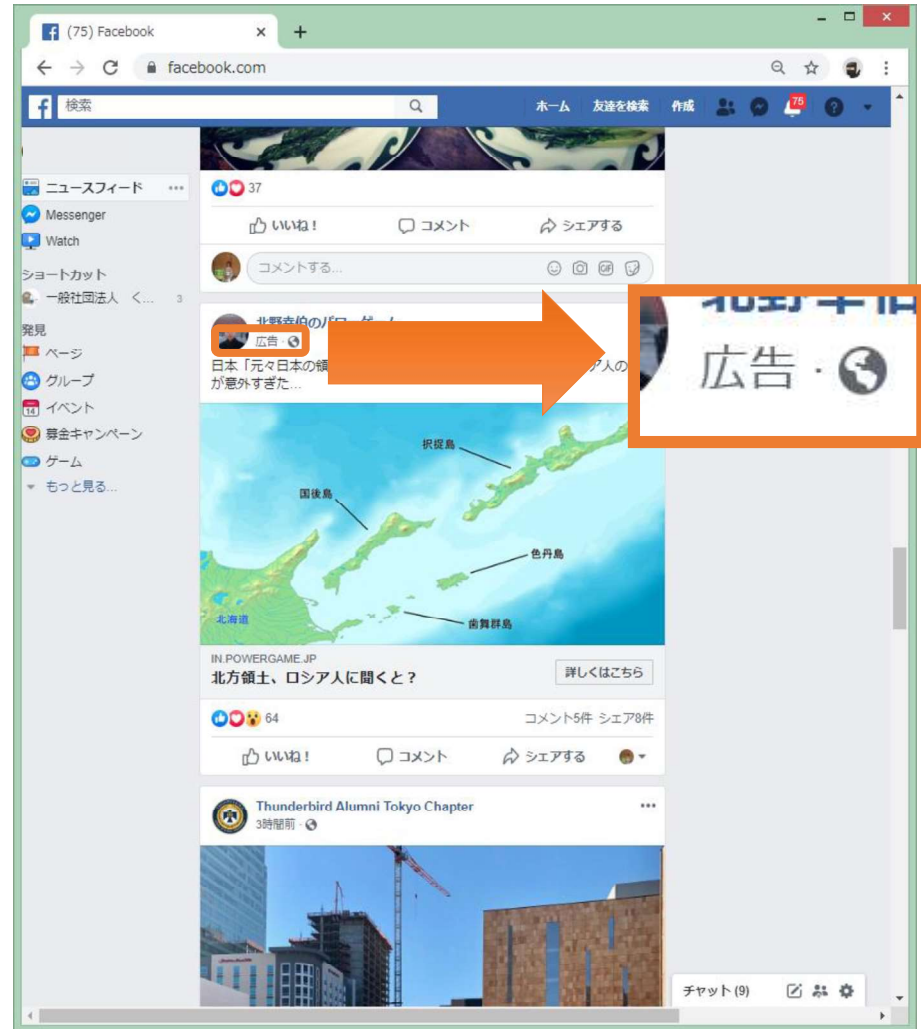 (75) Facebook
facebook.com
検索
ホーム 友達を検索 作成
75
ニュースフィード
Messenger
Watch
ショートカット
一般社団法人 く... 3
発見
ページ
グループ
14 イベント
募金キャンペーン
ゲーム
もっと見る...
37
いいね! コメント シェアする
コメントする...
GIF
広告
日本「元々日本の領
ア人の
が意外すぎた...
広告
択捉島
国後島
色丹島
北海道
歯舞群島
IN.POWERGAME.JP
北方領土、ロシア人に聞くと?
詳しくはこちら
64
コメント5件 シェア8件
いいね! コメント シェアする
Thunderbird Alumni Tokyo Chapter
3時間前
チャット (9)